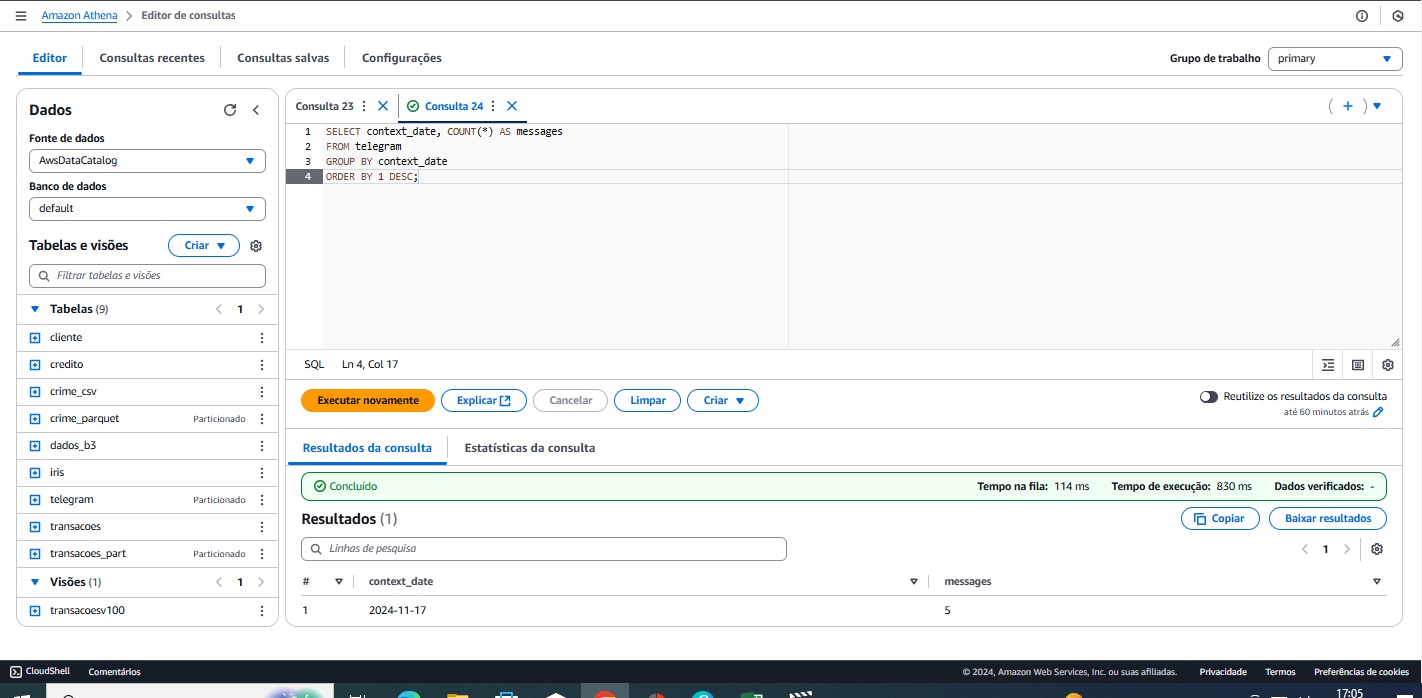 Amazon Athena > Editor de consultas
Editor
Consultas recentes
Consultas salvas
Configurações
Grupo de trabalho
primary
Dados
Fonte de dados
AwsDataCatalog
Banco de dados
default
Tabelas e visões
Criar
Filtrar tabelas e visões
Tabelas (9)
1
cliente
credito
crime_csv
crime_parquet Particionado
dados_b3
iris
telegram Particionado
transacoes
transacoes_part Particionado
Visões (1)
1
transacoesv100
Consulta 23
Consulta 24
1 SELECT context_date, COUNT(*) AS messages
2 FROM telegram
3 GROUP BY context_date
4 ORDER BY 1 DESC;
SQL Ln 4, Col 17
Executar novamente
Explicar
Cancelar
Limpar
Criar
Reutilize os resultados da consulta
até 60 minutos atrás
Resultados da consulta
Estatísticas da consulta
Concluído
Tempo na fila: 114 ms
Tempo de execução: 830 ms
Dados verificados: -
Resultados (1)
Copiar
Baixar resultados
Linhas de pesquisa
1
# context_date messages
1 2024-11-17 5
CloudShell
Comentários
© 2024, Amazon Web Services, Inc. ou suas afiliadas.
Privacidade
Termos
Preferências de cookies
17:05